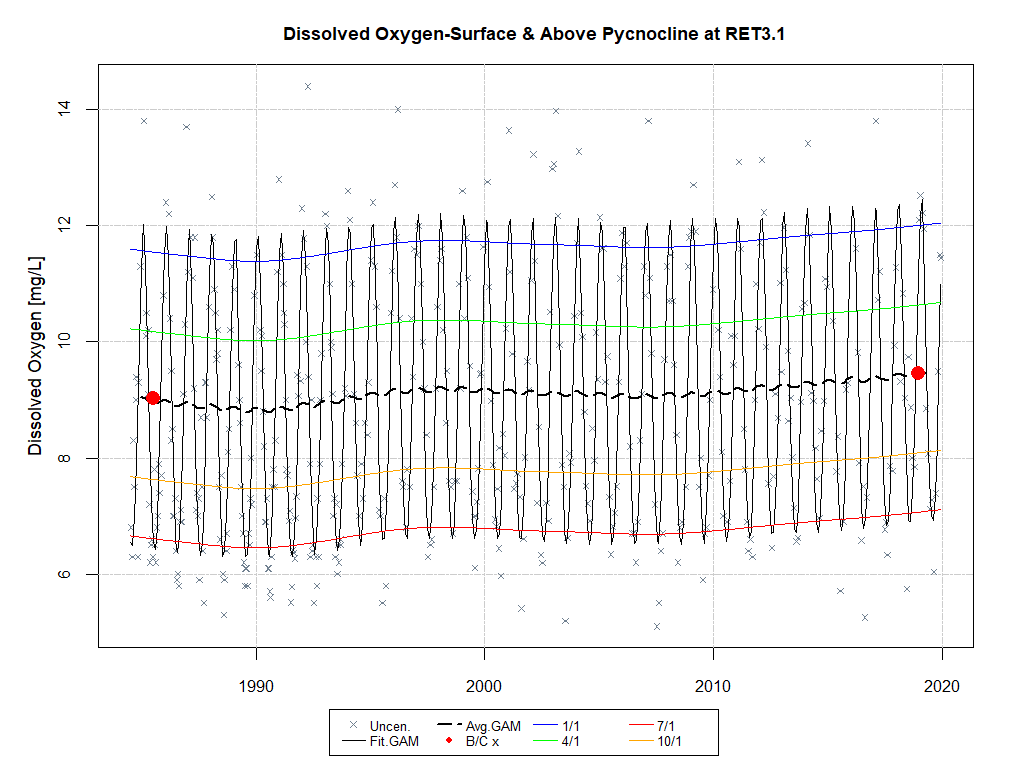 Dissolved Oxygen-Surface & Above Pycnocline at RET3.1
Dissolved Oxygen [mg/L]
14
12
10
8
6
1990 2000 2010 2020
Uncen. Avg.GAM 1/1 7/1
Fit.GAM B/C x 4/1 10/1